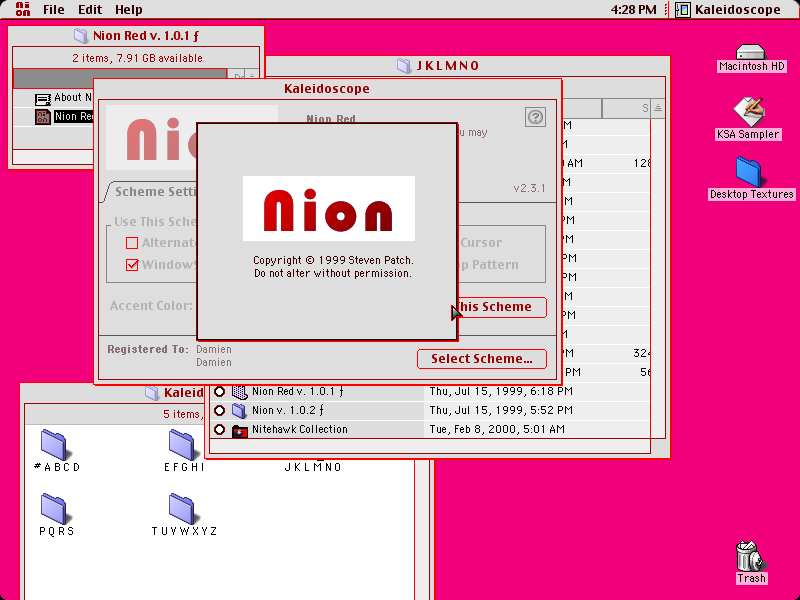 ni
on
File Edit Help
4:28 PM
Kaleidoscope
Nion Red v. 1.0.1 ƒ
2 items, 7.91 GB available
About N
Nion Red
J K L M N O
S
M
M
AM 128
M
M
PM
PM
PM
M
M
PM
M
PM 324
PM 56
Nion Red v. 1.0.1 ƒ Thu, Jul 15, 1999, 6:18 PM
Nion v. 1.0.2 ƒ Thu, Jul 15, 1999, 5:52 PM
Nitehawk Collection Tue, Feb 8, 2000, 5:01 AM
Kaleidoscope
Nion Red
u may
v2.3.1
Scheme Setti
Use This Sche
Alternat
Windows
Cursor
p Pattern
Accent Color:
his Scheme
Registered To: Damien
Damien
Select Scheme...
Nion
Copyright © 1999 Steven Patch.
Do not alter without permission.
Kaleid
5 items,
#ABCD
EFGHI
JKLMNO
PQRS
TUVWXYZ
Macintosh HD
KSA Sampler
Desktop Textures
Trash